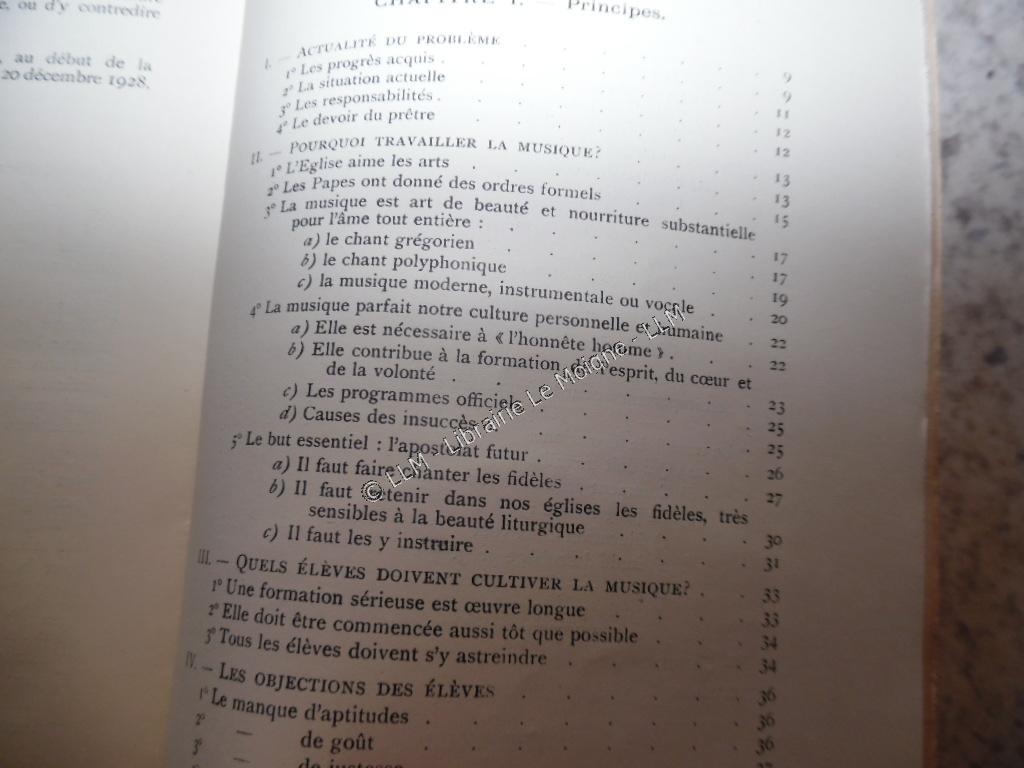 e, ou d'y contredire
, au début de la
20 décembre 1928.
CHAPITRE I. — Principes.
I. — ACTUALITÉ DU PROBLÈME . . . . . 9
1° Les progrès acquis . . . . . 9
2° La situation actuelle . . . . . 11
3° Les responsabilités . . . . . 12
4° Le devoir du prêtre . . . . . 12
II. — POURQUOI TRAVAILLER LA MUSIQUE? . . . 13
1° L'Eglise aime les arts . . . . . 13
2° Les Papes ont donné des ordres formels . . . 15
3° La musique est art de beauté et nourriture substantielle
pour l'âme tout entière : . . . . . 17
a) le chant grégorien . . . . . 17
b) le chant polyphonique . . . . . 19
c) la musique moderne, instrumentale ou vocale . 20
4° La musique parfait notre culture personnelle et humaine 22
a) Elle est nécessaire à « l'honnête homme » . . . 22
b) Elle contribue à la formation de l'esprit, du cœur et
de la volonté . . . . . 23
c) Les programmes officiels . . . . . 25
d) Causes des insuccès . . . . . 25
5° Le but essentiel : l'apostolat futur . . . . . 26
a) Il faut faire chanter les fidèles . . . . . 27
b) Il faut retenir dans nos églises les fidèles, très
sensibles à la beauté liturgique . . . . 30
c) Il faut les y instruire . . . . . 31
III. — QUELS ÉLÈVES DOIVENT CULTIVER LA MUSIQUE? . . 33
1° Une formation sérieuse est œuvre longue . . . . 33
2° Elle doit être commencée aussi tôt que possible . . . 34
3° Tous les élèves doivent s'y astreindre . . . . . 34
IV. — LES OBJECTIONS DES ÉLÈVES . . . . . 36
1° Le manque d'aptitudes . . . . . 36
2° — de goût . . . . . 36
3° — de justesse
© LLM - Librairie Le Moigne - LLM